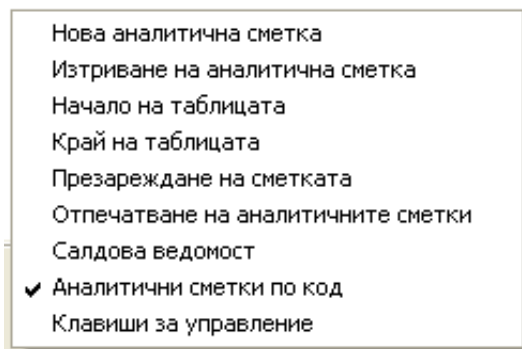 Нова аналитична сметка
Изтриване на аналитична сметка
Начало на таблицата
Край на таблицата
Презареждане на сметката
Отпечатване на аналитичните сметки
Салдова ведомост
Аналитични сметки по код
Клавиши за управление